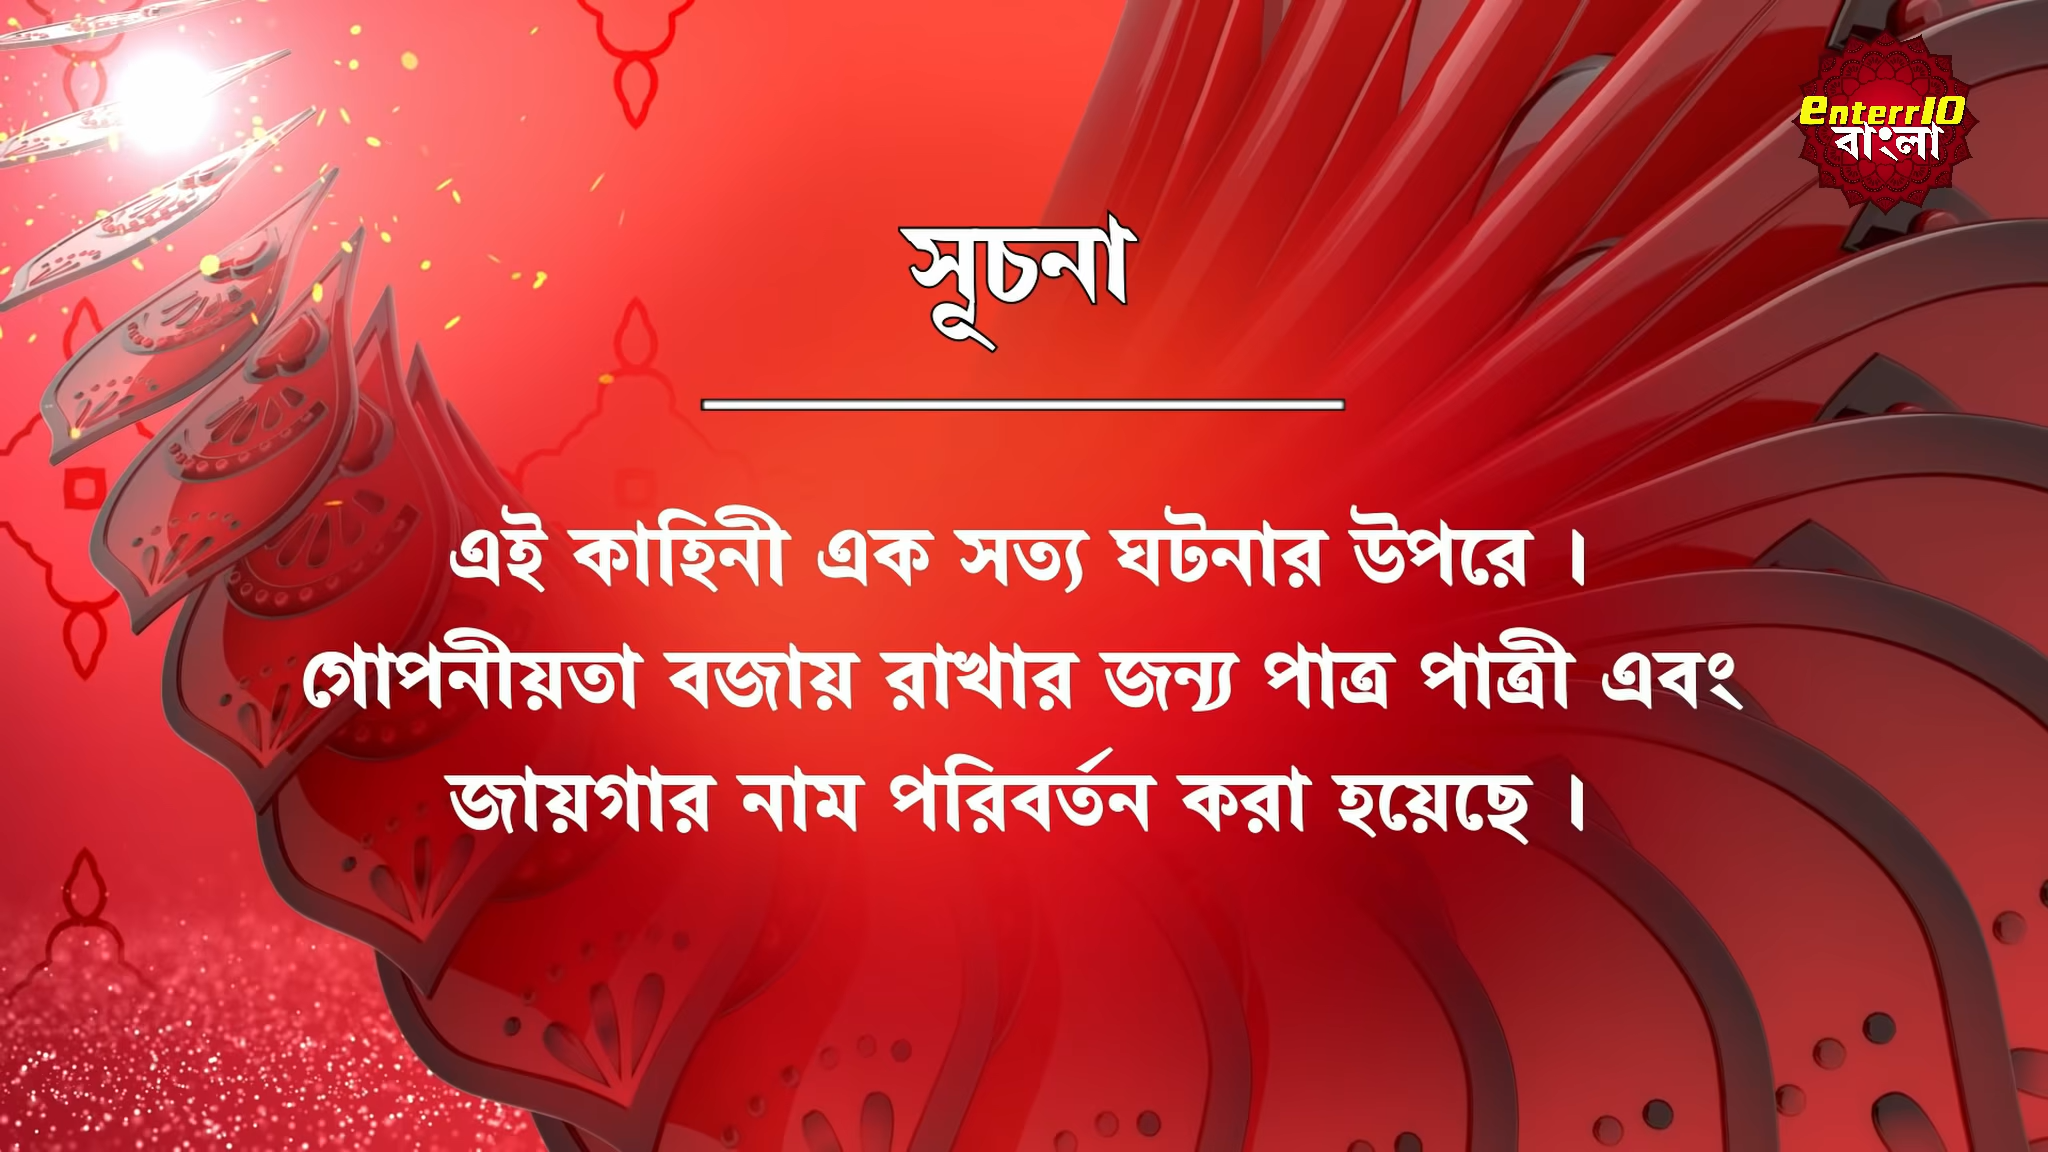 Enterr10
বাংলা
সূচনা
এই কাহিনী এক সত্য ঘটনার উপরে ।
গোপনীয়তা বজায় রাখার জন্য পাত্র পাত্রী এবং
জায়গার নাম পরিবর্তন করা হয়েছে ।